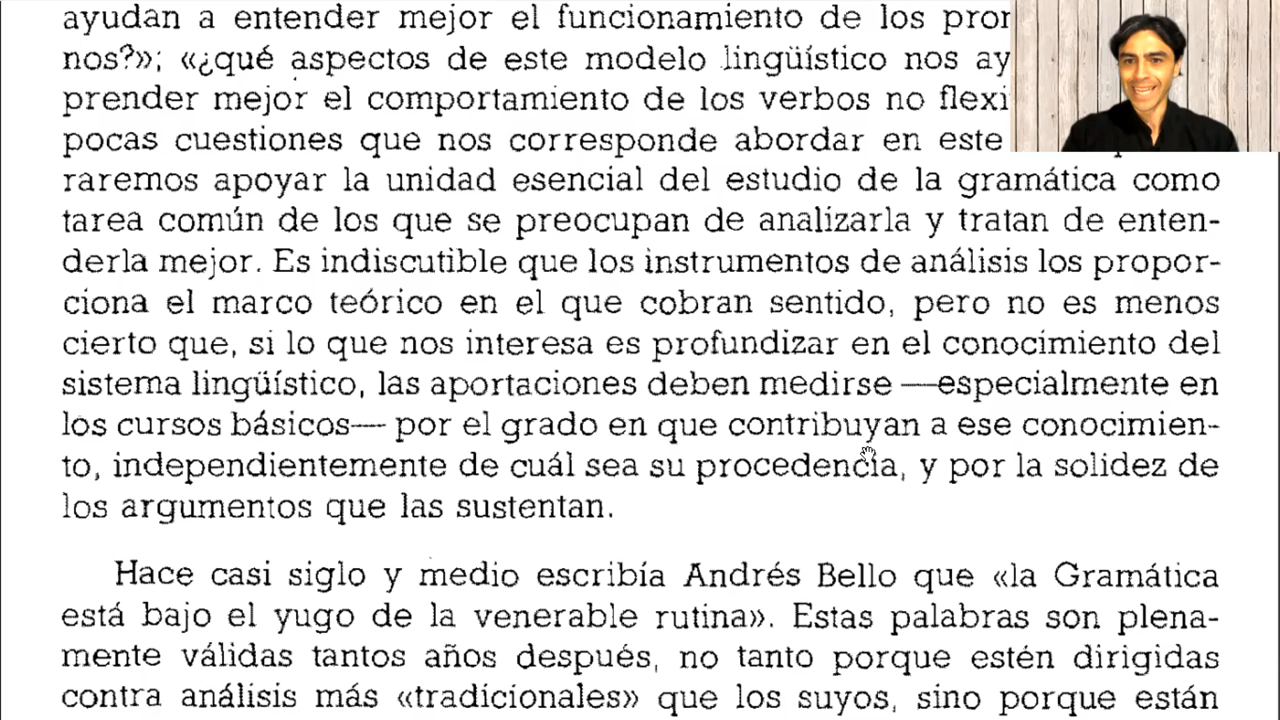 ayudan a entender mejor el funcionamiento de los
nos?»; «¿qué aspectos de este modelo lingüístico nos
prender mejor el comportamiento de los verbos no
pocas cuestiones que nos corresponde abordar en este
raremos apoyar la unidad esencial del estudio de la gramática como
tarea común de los que se preocupan de analizarla y tratan de enten-
derla mejor. Es indiscutible que los instrumentos de análisis los propor-
ciona el marco teórico en el que cobran sentido, pero no es menos
cierto que, si lo que nos interesa es profundizar en el conocimiento del
sistema lingüístico, las aportaciones deben medirse —especialmente en
los cursos básicos— por el grado en que contribuyan a ese conocimien-
to, independientemente de cuál sea su procedencia, y por la solidez de
los argumentos que las sustentan.
Hace casi siglo y medio escribía Andrés Bello que «la Gramática
está bajo el yugo de la venerable rutina». Estas palabras son plena-
mente válidas tantos años después, no tanto porque estén dirigidas
contra análisis más «tradicionales» que los suyos, sino porque están